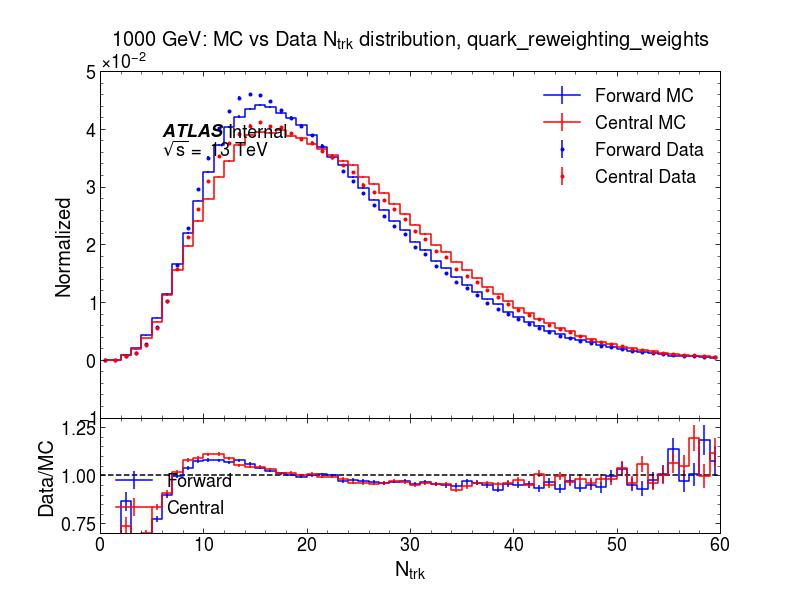 1000 GeV: MC vs Data N_trk distribution, quark_reweighting_weights
×10⁻²
5
4
3
2
1
0
−1
Normalized
ATLAS Internal
√s = 13 TeV
Forward MC
Central MC
Forward Data
Central Data
1.25
1.00
0.75
Data/MC
Forward
Central
0 10 20 30 40 50 60
N_trk